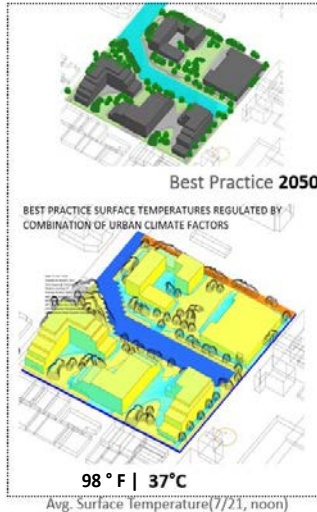 Best Practice 2050
BEST PRACTICE SURFACE TEMPERATURES REGULATED BY
COMBINATION OF URBAN CLIMATE FACTORS
98 ° F | 37°C
Avg. Surface Temperature(7/21, noon)